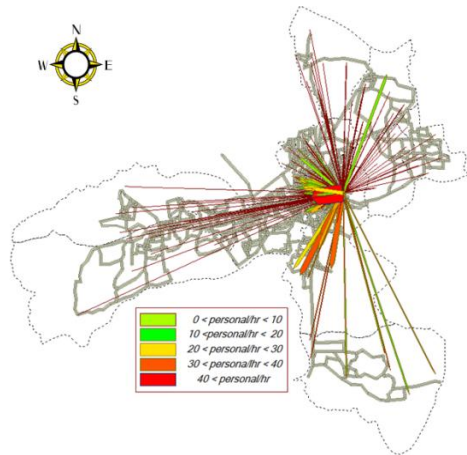 N
W E
S
0 < personal/hr < 10
10 <personal/hr < 20
20 < personal/hr < 30
30 < personal/hr < 40
40 < personal/hr